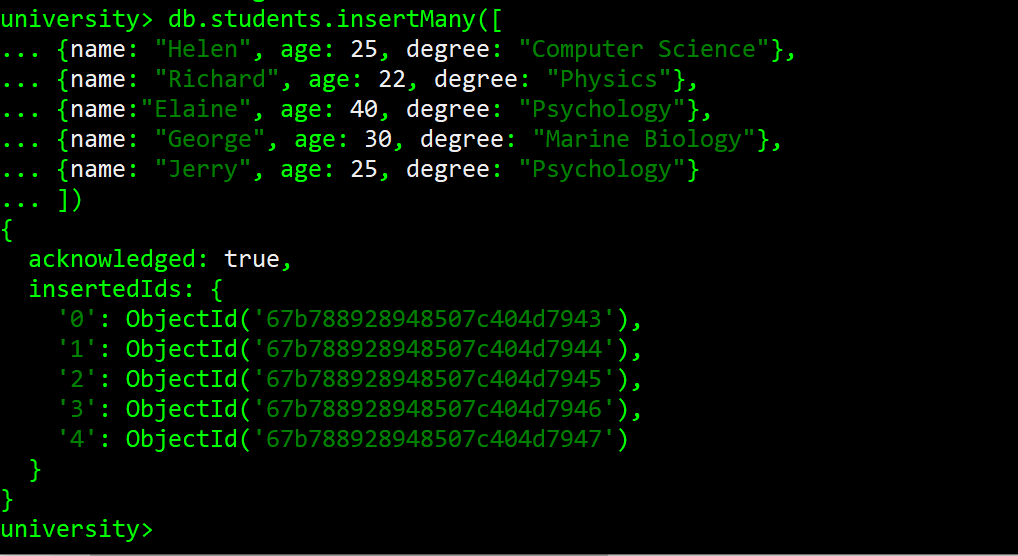 university> db.students.insertMany([
... {name: "Helen", age: 25, degree: "Computer Science"},
... {name: "Richard", age: 22, degree: "Physics"},
... {name:"Elaine", age: 40, degree: "Psychology"},
... {name: "George", age: 30, degree: "Marine Biology"},
... {name: "Jerry", age: 25, degree: "Psychology"}
... ])
{
  acknowledged: true,
  insertedIds: {
    '0': ObjectId('67b788928948507c404d7943'),
    '1': ObjectId('67b788928948507c404d7944'),
    '2': ObjectId('67b788928948507c404d7945'),
    '3': ObjectId('67b788928948507c404d7946'),
    '4': ObjectId('67b788928948507c404d7947')
  }
}
university>